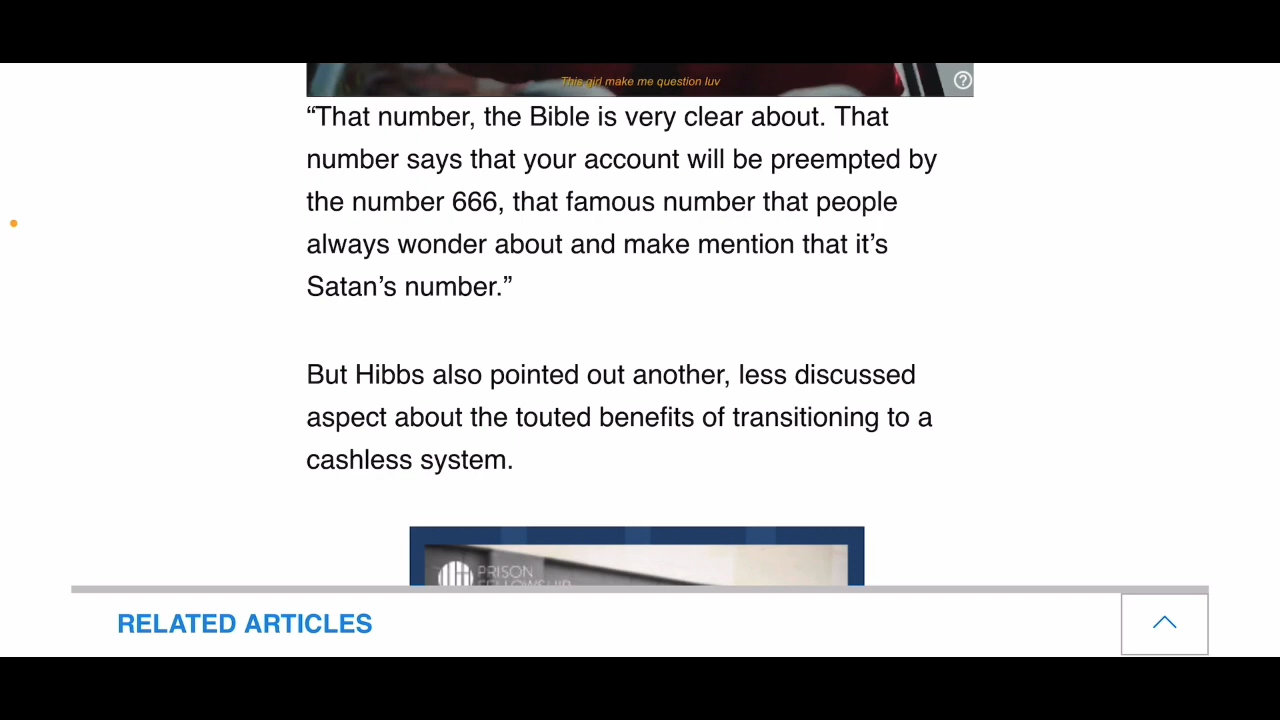 This girl make me question luv
“That number, the Bible is very clear about. That
number says that your account will be preempted by
the number 666, that famous number that people
always wonder about and make mention that it’s
Satan’s number.”
But Hibbs also pointed out another, less discussed
aspect about the touted benefits of transitioning to a
cashless system.
PRISON
FELLOWSHIP
RELATED ARTICLES